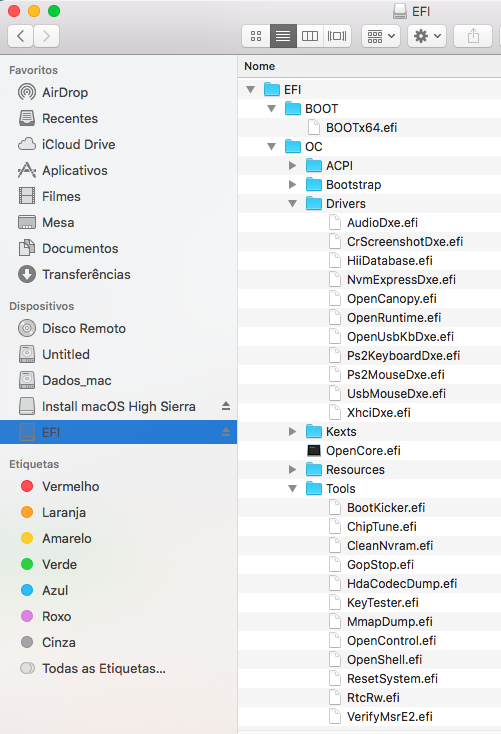 EFI
Favoritos
AirDrop
Recentes
iCloud Drive
Aplicativos
Filmes
Mesa
Documentos
Transferências
Dispositivos
Disco Remoto
Untitled
Dados_mac
Install macOS High Sierra
EFI
Etiquetas
Vermelho
Laranja
Amarelo
Verde
Azul
Roxo
Cinza
Todas as Etiquetas...
Nome
EFI
BOOT
BOOTx64.efi
OC
ACPI
Bootstrap
Drivers
AudioDxe.efi
CrScreenshotDxe.efi
HiiDatabase.efi
NvmExpressDxe.efi
OpenCanopy.efi
OpenRuntime.efi
OpenUsbKbDxe.efi
Ps2KeyboardDxe.efi
Ps2MouseDxe.efi
UsbMouseDxe.efi
XhciDxe.efi
Kexts
OpenCore.efi
Resources
Tools
BootKicker.efi
ChipTune.efi
CleanNvram.efi
GopStop.efi
HdaCodecDump.efi
KeyTester.efi
MmapDump.efi
OpenControl.efi
OpenShell.efi
ResetSystem.efi
RtcRw.efi
VerifyMsrE2.efi